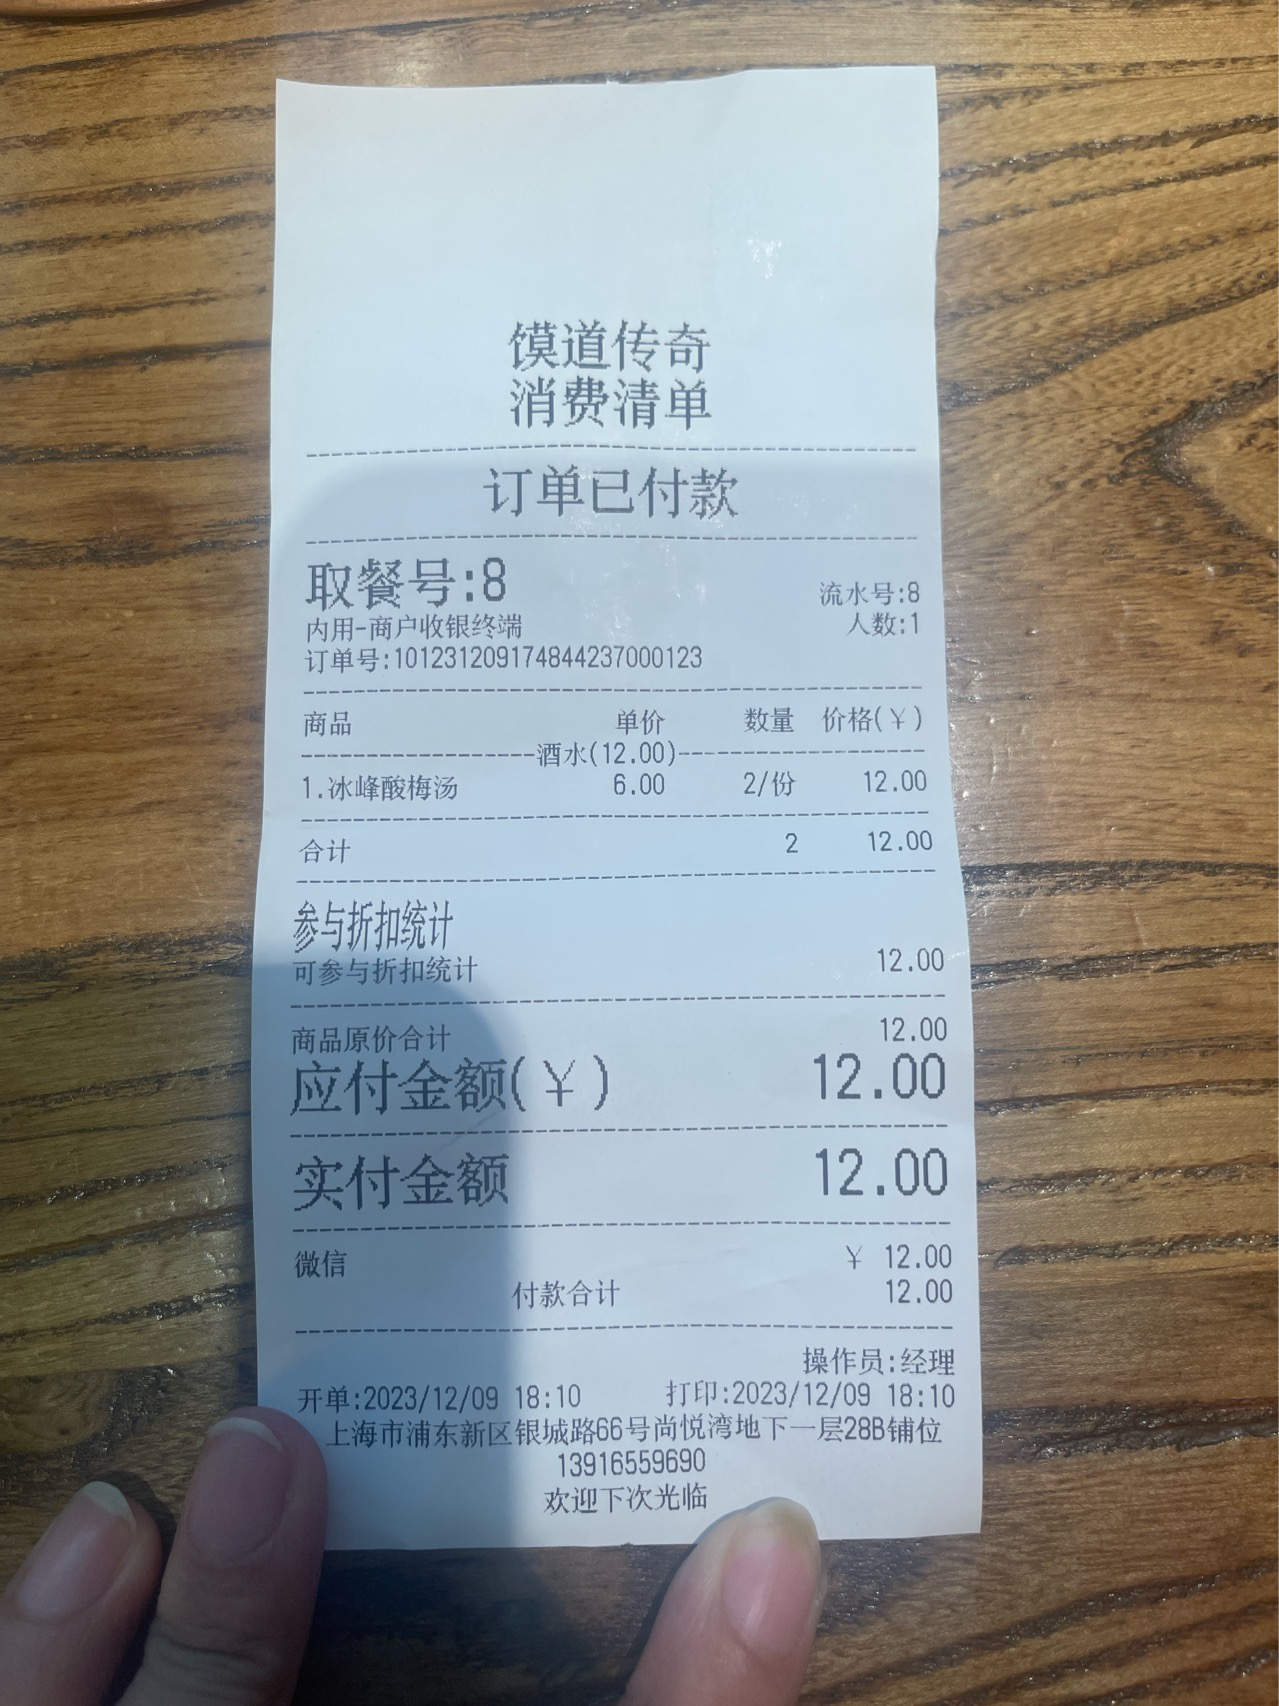 馍道传奇
消费清单
订单已付款
取餐号:8 流水号:8
内用-商户收银终端 人数:1
订单号:101231209174844237000123
商品 单价 数量 价格(￥)
酒水(12.00)
1.冰峰酸梅汤 6.00 2/份 12.00
合计 2 12.00
参与折扣统计
可参与折扣统计 12.00
商品原价合计 12.00
应付金额(￥) 12.00
实付金额 12.00
微信 ￥ 12.00
付款合计 12.00
操作员:经理
开单:2023/12/09 18:10 打印:2023/12/09 18:10
上海市浦东新区银城路66号尚悦湾地下一层28B铺位
13916559690
欢迎下次光临